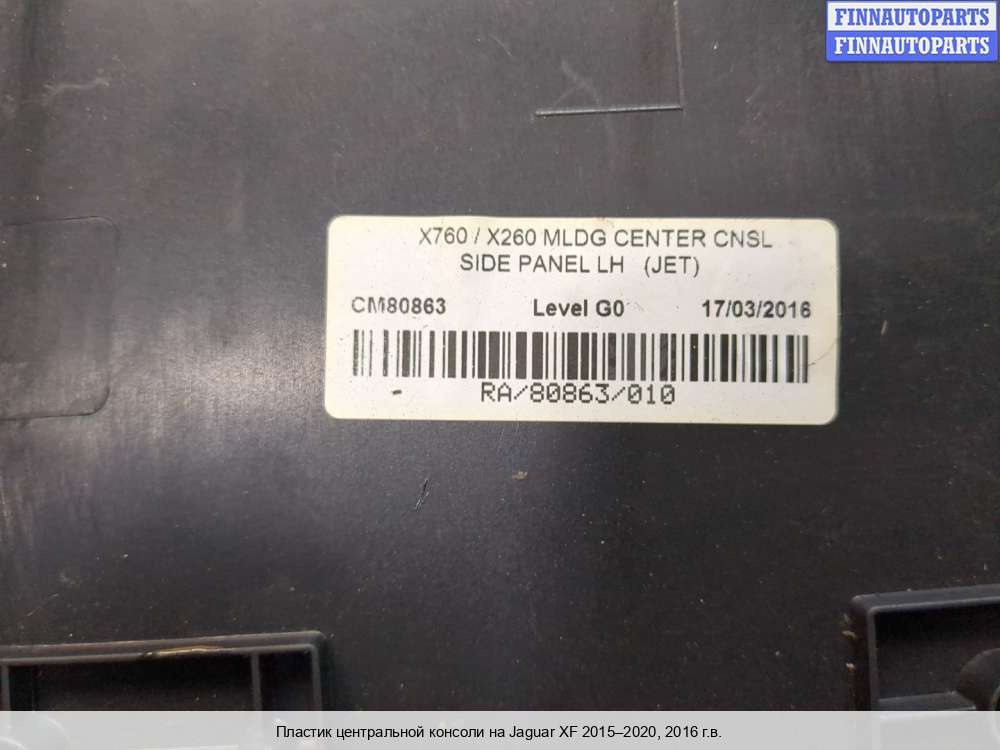 FINNAUTOPARTS
FINNAUTOPARTS
X760 / X260 MLDG CENTER CNSL
SIDE PANEL LH (JET)
CM80863 Level G0 17/03/2016
RA/80863/010
Пластик центральной консоли на Jaguar XF 2015–2020, 2016 г.в.